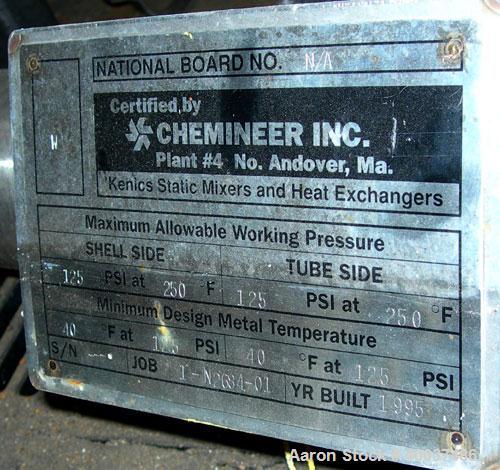 NATIONAL BOARD NO. N/A
W
Certified by
CHEMINEER INC.
Plant #4 No. Andover, Ma.
Kenics Static Mixers and Heat Exchangers
Maximum Allowable Working Pressure
SHELL SIDE TUBE SIDE
125 PSI at 250 °F 125 PSI at 250 °F
Minimum Design Metal Temperature
40 °F at 125 PSI 40 °F at 125 PSI
S/N JOB YR BUILT 1995
Aaron Stock #